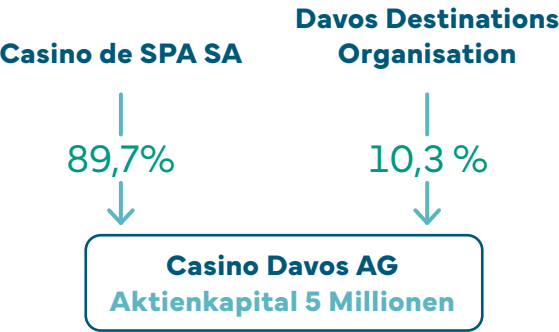 Casino de SPA SA
Davos Destinations
Organisation
89,7%
10,3 %
Casino Davos AG
Aktienkapital 5 Millionen